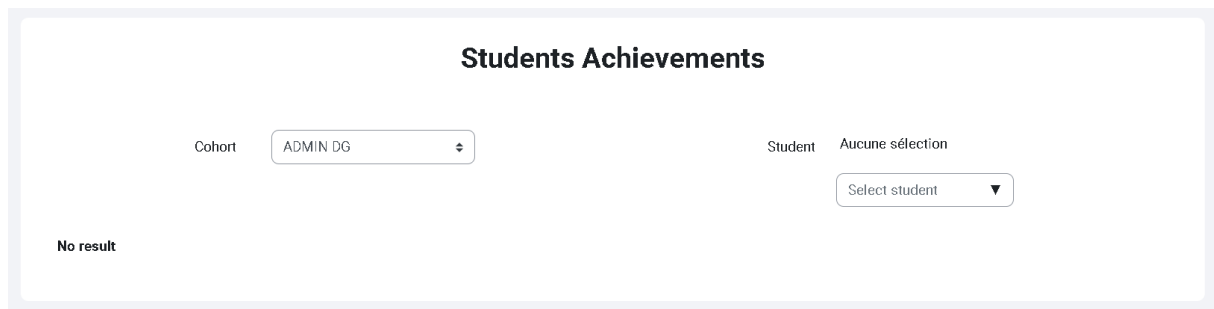 Students Achievements
Cohort
ADMIN DG
Student
Aucune sélection
Select student
No result